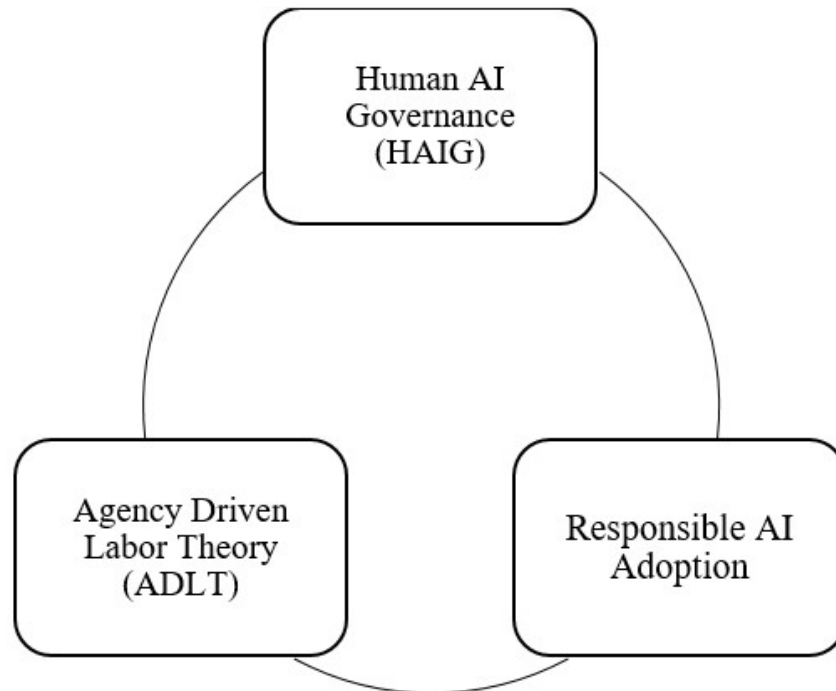 Human AI
Governance
(HAIG)
Agency Driven
Labor Theory
(ADLT)
Responsible AI
Adoption